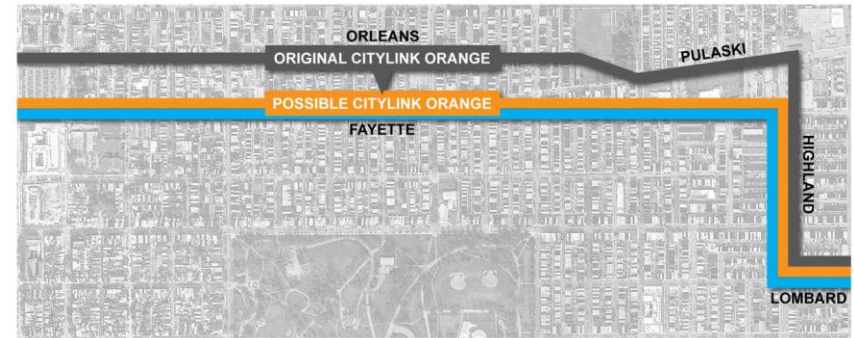 ORLEANS
ORIGINAL CITYLINK ORANGE
PULASKI
POSSIBLE CITYLINK ORANGE
FAYETTE
HIGHLAND
LOMBARD